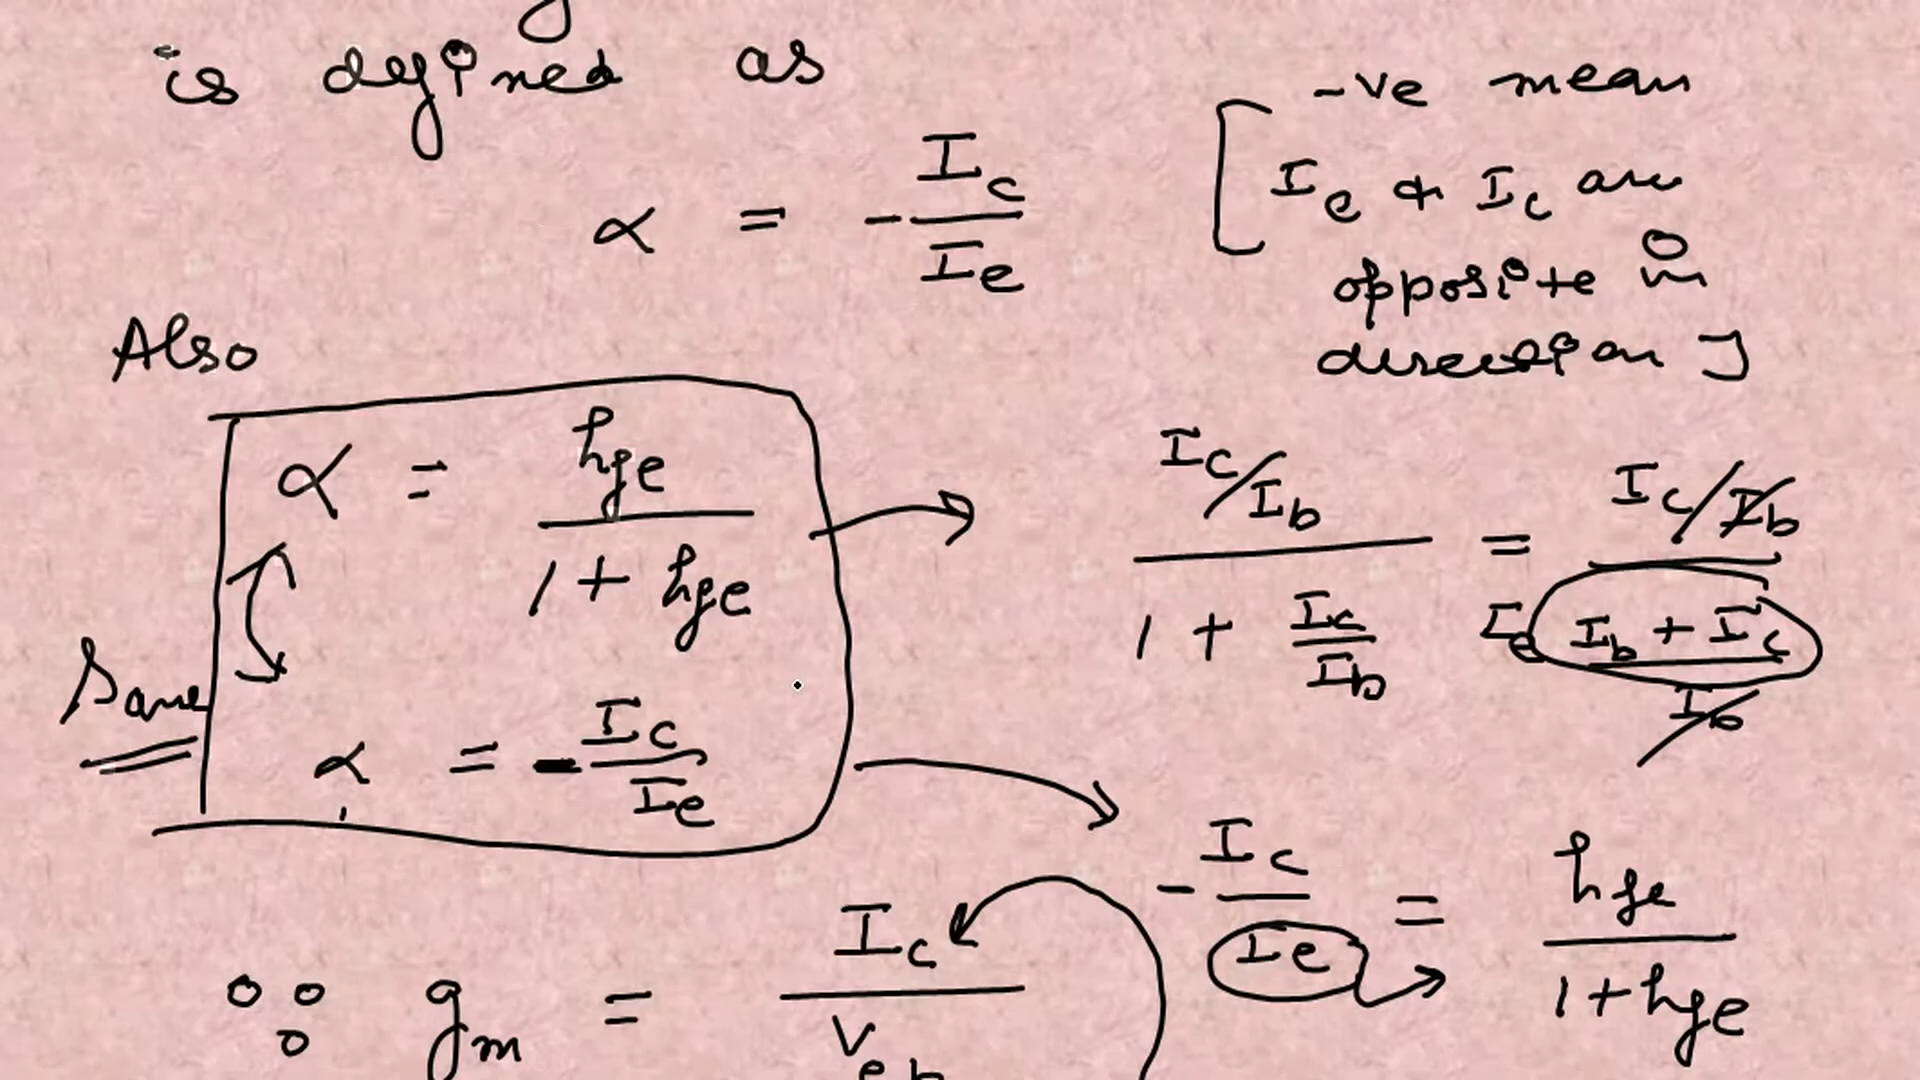 is defined as
α = - Ic / Ie
[ -ve mean
Ie & Ic are
opposite in
direction ]
Also
α = hfe / 1 + hfe
Same
α = - Ic / Ie
Ic/Ib / 1 + Ic/Ib = Ic/Ib / Ib + Ic / Ib
Ie
- Ic / Ie = hfe / 1 + hfe
∵ gm = Ic / Veb